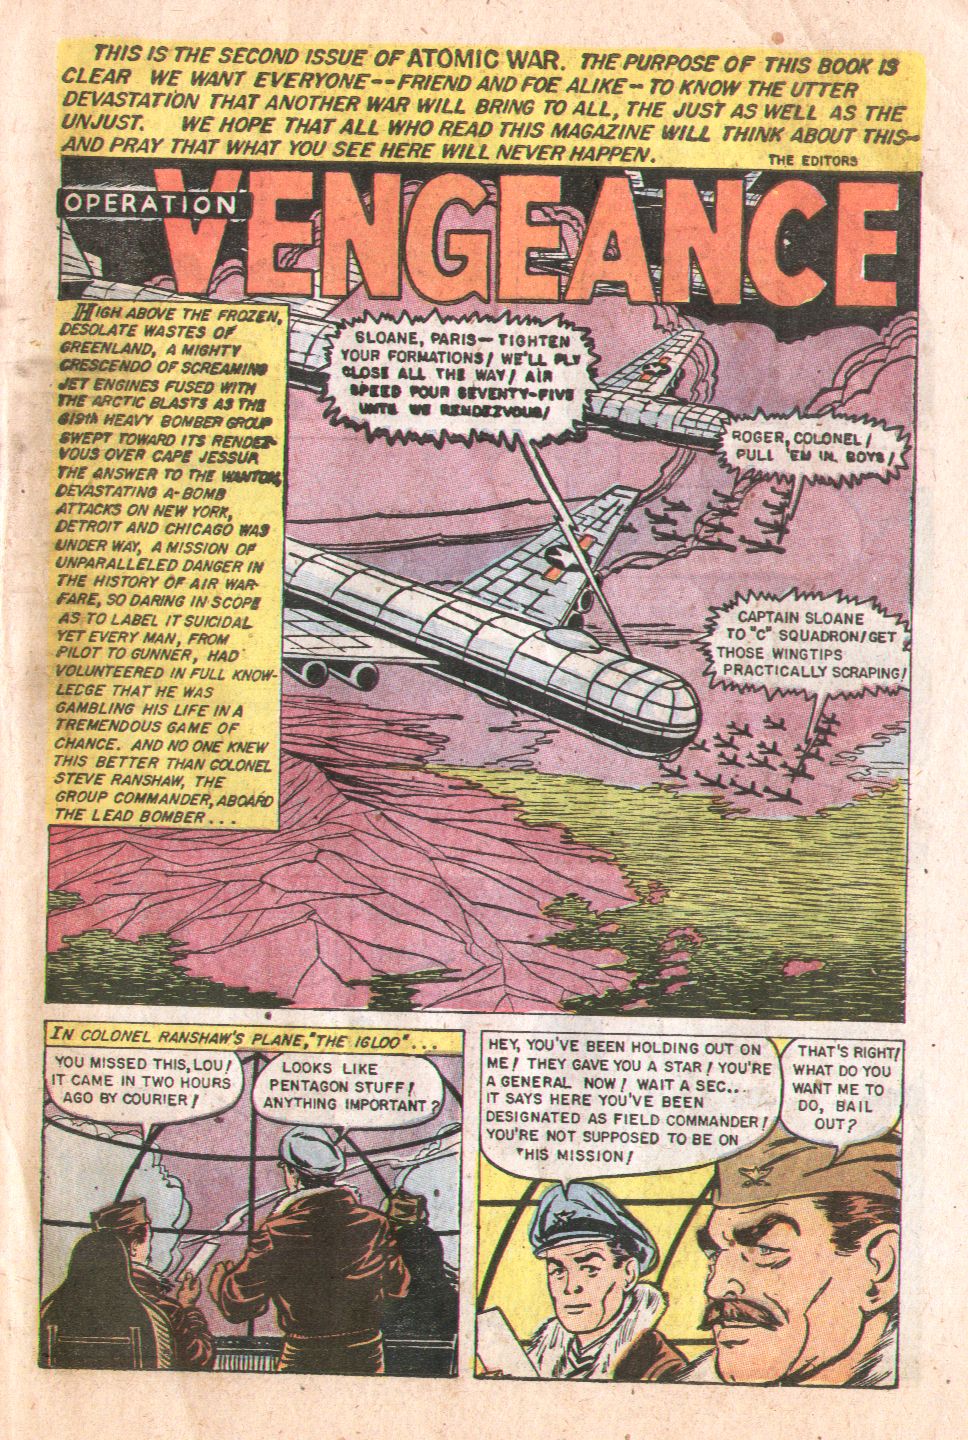 THIS IS THE SECOND ISSUE OF ATOMIC WAR. THE PURPOSE OF THIS BOOK IS
CLEAR WE WANT EVERYONE--FRIEND AND FOE ALIKE-- TO KNOW THE UTTER
DEVASTATION THAT ANOTHER WAR WILL BRING TO ALL, THE JUST AS WELL AS THE
UNJUST. WE HOPE THAT ALL WHO READ THIS MAGAZINE WILL THINK ABOUT THIS--
AND PRAY THAT WHAT YOU SEE HERE WILL NEVER HAPPEN.
THE EDITORS
OPERATION
VENGEANCE
HIGH ABOVE THE FROZEN,
DESOLATE WASTES OF
GREENLAND, A MIGHTY
CRESCENDO OF SCREAMING
JET ENGINES FUSED WITH
THE ARCTIC BLASTS AS THE
619th HEAVY BOMBER GROUP
SWEPT TOWARD ITS RENDEZ-
VOUS OVER CAPE JESSUP.
THE ANSWER TO THE WANTON,
DEVASTATING A-BOMB
ATTACKS ON NEW YORK,
DETROIT AND CHICAGO WAS
UNDER WAY, A MISSION OF
UNPARALLELED DANGER IN
THE HISTORY OF AIR WAR-
FARE, SO DARING IN SCOPE
AS TO LABEL IT SUICIDAL
YET EVERY MAN, FROM
PILOT TO GUNNER, HAD
VOLUNTEERED IN FULL KNOW-
LEDGE THAT HE WAS
GAMBLING HIS LIFE IN A
TREMENDOUS GAME OF
CHANCE. AND NO ONE KNEW
THIS BETTER THAN COLONEL
STEVE RANSHAW, THE
GROUP COMMANDER, ABOARD
THE LEAD BOMBER...
SLOANE, PARIS-- TIGHTEN
YOUR FORMATIONS! WE'LL FLY
CLOSE ALL THE WAY! AIR
SPEED FOUR SEVENTY-FIVE
UNTIL WE RENDEZVOUS!
ROGER, COLONEL!
PULL 'EM IN, BOYS!
CAPTAIN SLOANE
TO "C" SQUADRON! GET
THOSE WINGTIPS
PRACTICALLY SCRAPING!
IN COLONEL RANSHAW'S PLANE, "THE IGLOO"...
YOU MISSED THIS, LOU!
IT CAME IN TWO HOURS
AGO BY COURIER!
LOOKS LIKE
PENTAGON STUFF!
ANYTHING IMPORTANT?
HEY, YOU'VE BEEN HOLDING OUT ON
ME! THEY GAVE YOU A STAR! YOU'RE
A GENERAL NOW! WAIT A SEC...
IT SAYS HERE YOU'VE BEEN
DESIGNATED AS FIELD COMMANDER!
YOU'RE NOT SUPPOSED TO BE ON
THIS MISSION!
THAT'S RIGHT!
WHAT DO YOU
WANT ME TO
DO, BAIL
OUT?